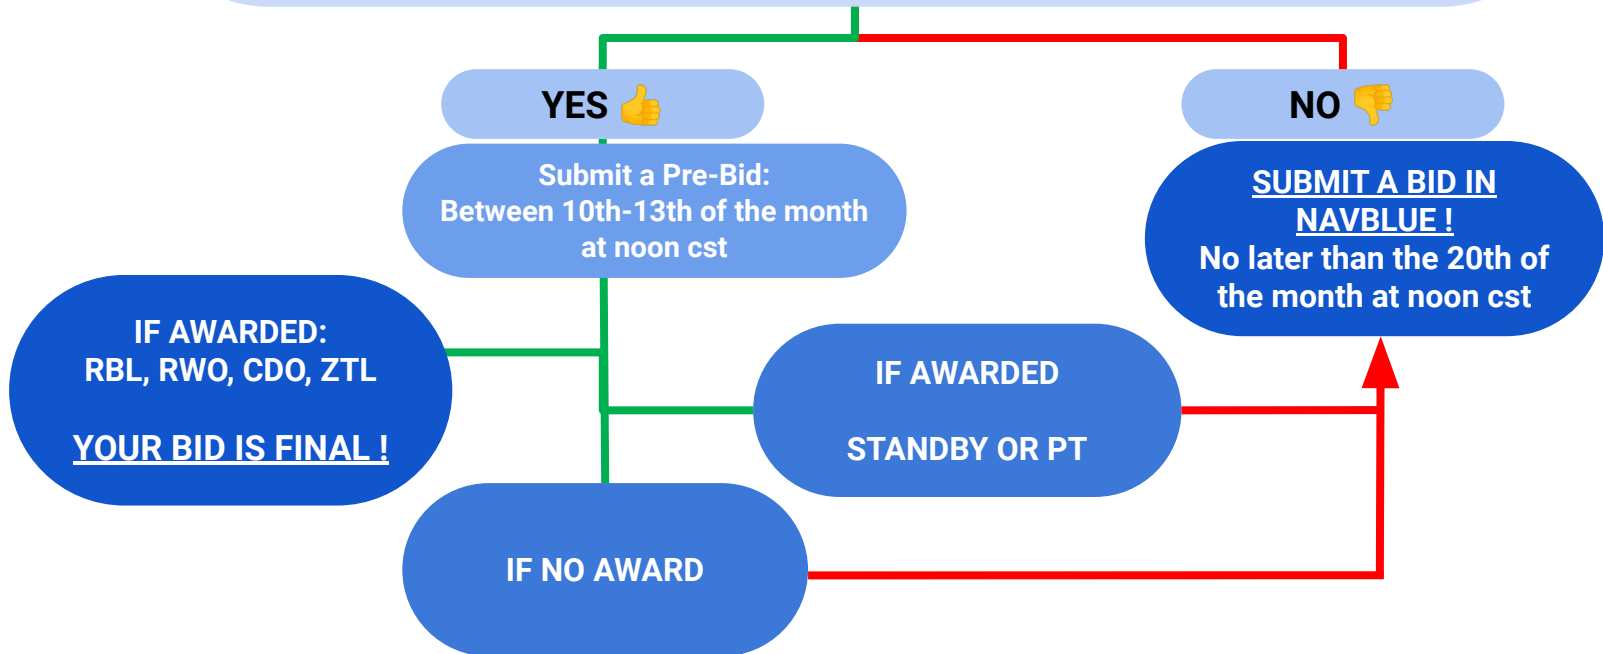 YES 👍
NO 👎
Submit a Pre-Bid:
Between 10th-13th of the month
at noon cst
SUBMIT A BID IN
NAVBLUE !
No later than the 20th of
the month at noon cst
IF AWARDED:
RBL, RWO, CDO, ZTL
YOUR BID IS FINAL !
IF AWARDED
STANDBY OR PT
IF NO AWARD